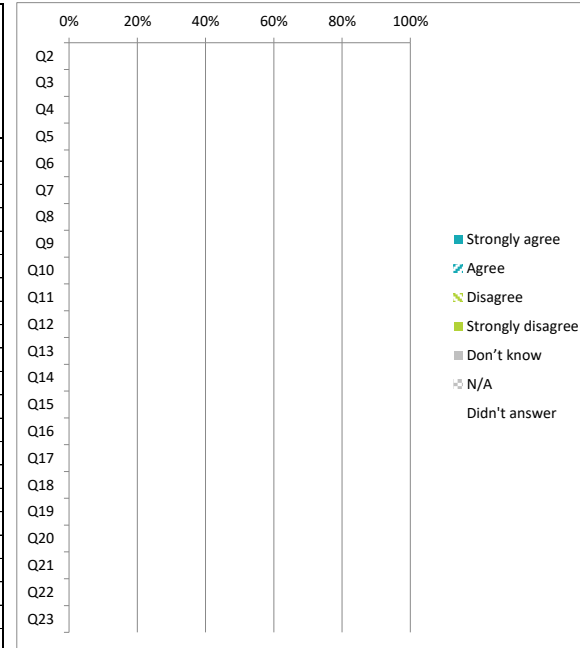 0% 20% 40% 60% 80% 100%
Q2
Q3
Q4
Q5
Q6
Q7
Q8
Q9
Q10
Q11
Q12
Q13
Q14
Q15
Q16
Q17
Q18
Q19
Q20
Q21
Q22
Q23
Strongly agree
Agree
Disagree
Strongly disagree
Don’t know
N/A
Didn't answer